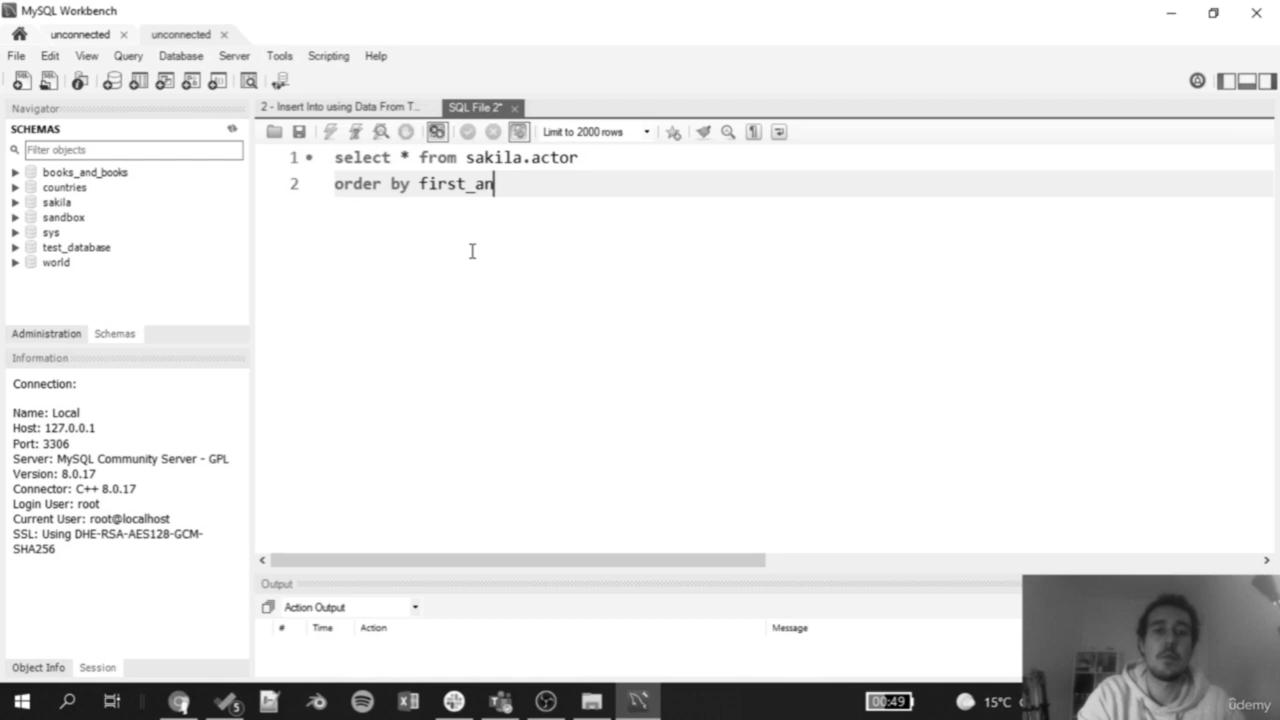 MySQL Workbench
unconnected × unconnected ×
File Edit View Query Database Server Tools Scripting Help
Navigator
SCHEMAS
Filter objects
books_and_books
countries
sakila
sandbox
sys
test_database
world
Administration Schemas
Information
Connection:
Name: Local
Host: 127.0.0.1
Port: 3306
Server: MySQL Community Server - GPL
Version: 8.0.17
Connector: C++ 8.0.17
Login User: root
Current User: root@localhost
SSL: Using DHE-RSA-AES128-GCM-
SHA256
Object Info Session
2 - Insert Into using Data From T... SQL File 2* ×
Limit to 2000 rows
1 select * from sakila.actor
2 order by first_an
Output
Action Output
# Time Action Message
5
00:49
15°C
udemy